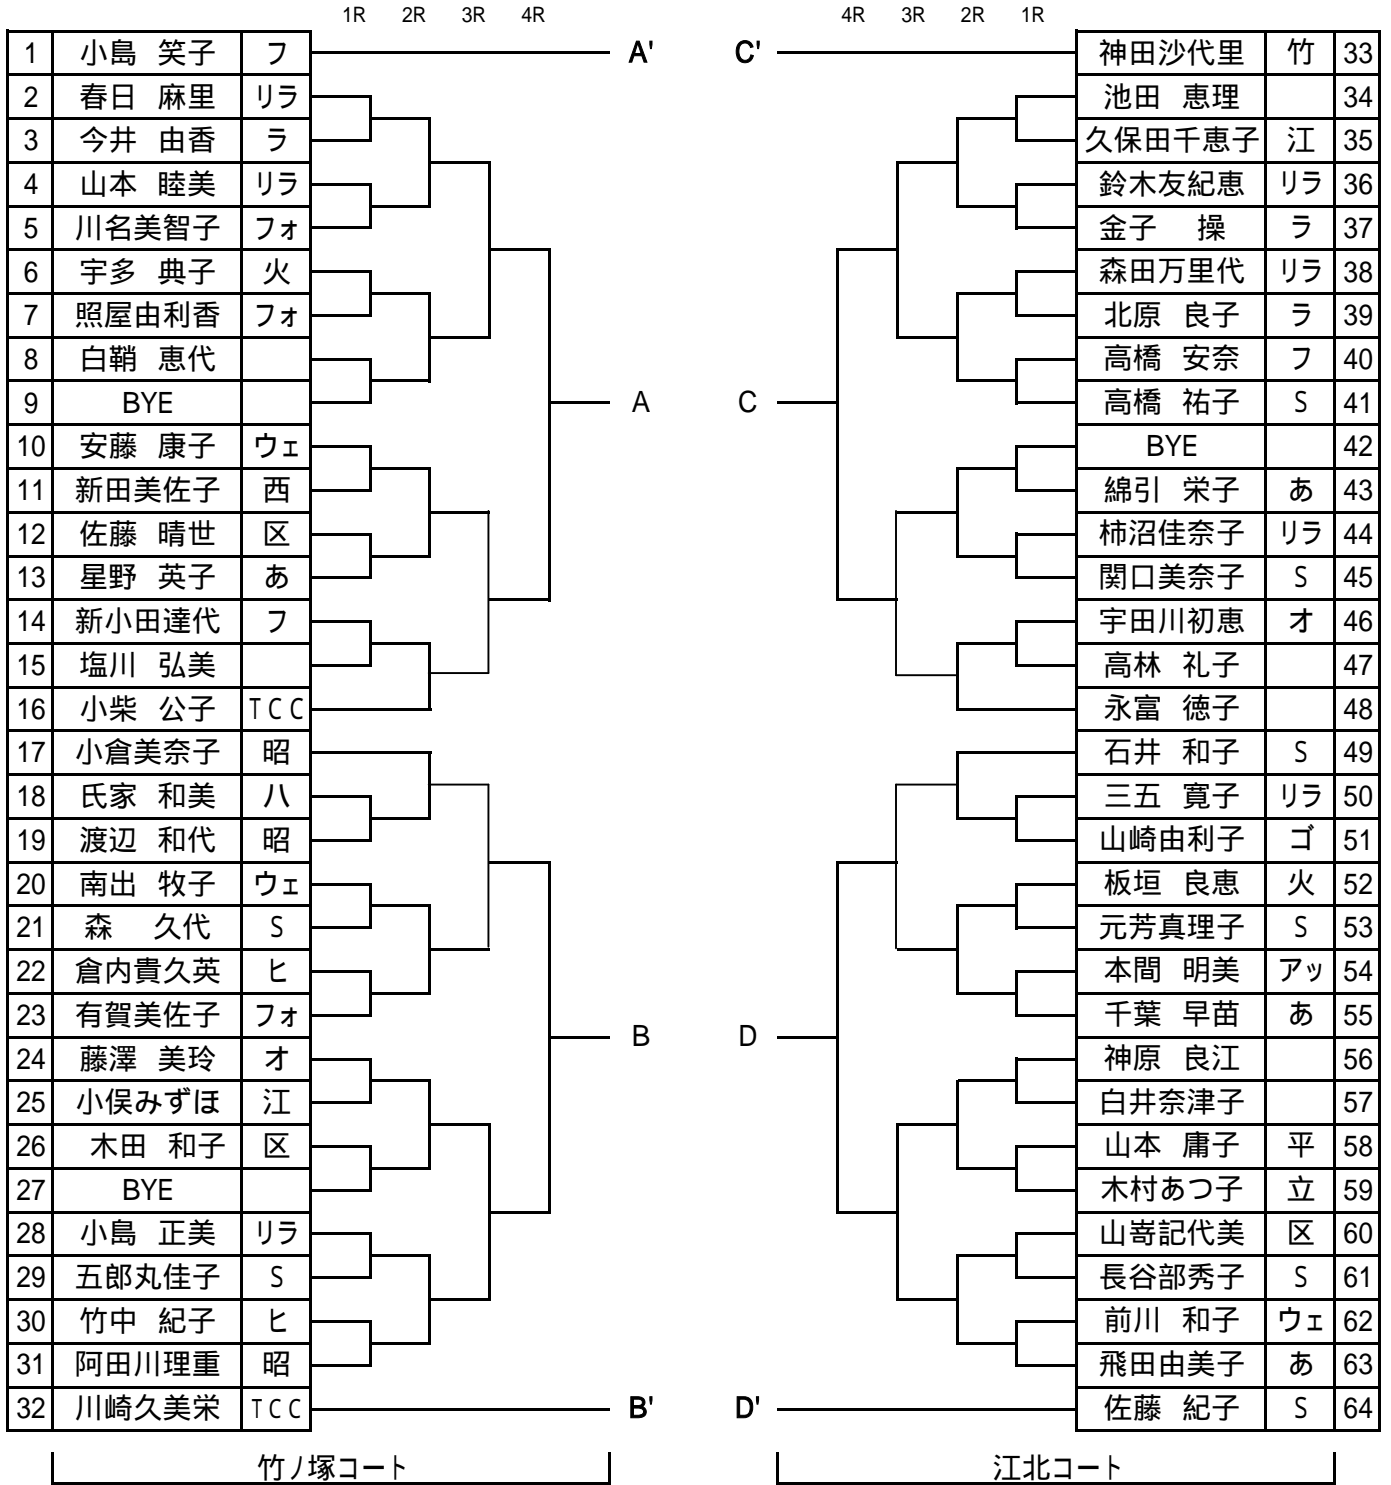 1R 2R 3R 4R 4R 3R 2R 1R
1 小島 笑子 フ A' C' 神田沙代里 竹 33
2 春日 麻里 リラ 池田 恵理 34
3 今井 由香 ラ 久保田千恵子 江 35
4 山本 睦美 リラ 鈴木友紀恵 リラ 36
5 川名美智子 フォ 金子 操 ラ 37
6 宇多 典子 火 森田万里代 リラ 38
7 照屋由利香 フォ 北原 良子 ラ 39
8 白鞘 恵代 高橋 安奈 フ 40
9 BYE A C 高橋 祐子 S 41
10 安藤 康子 ウェ BYE 42
11 新田美佐子 西 綿引 栄子 あ 43
12 佐藤 晴世 区 柿沼佳奈子 リラ 44
13 星野 英子 あ 関口美奈子 S 45
14 新小田達代 フ 宇田川初恵 オ 46
15 塩川 弘美 高林 礼子 47
16 小柴 公子 TCC 永富 徳子 48
17 小倉美奈子 昭 石井 和子 S 49
18 氏家 和美 八 三五 寛子 リラ 50
19 渡辺 和代 昭 山崎由利子 ゴ 51
20 南出 牧子 ウェ 板垣 良恵 火 52
21 森 久代 S 元芳真理子 S 53
22 倉内貴久英 ヒ 本間 明美 アッ 54
23 有賀美佐子 フォ 千葉 早苗 あ 55
B D
24 藤澤 美玲 オ 神原 良江 56
25 小俣みずほ 江 白井奈津子 57
26 木田 和子 区 山本 庸子 平 58
27 BYE 木村あつ子 立 59
28 小島 正美 リラ 山嵜記代美 区 60
29 五郎丸佳子 S 長谷部秀子 S 61
30 竹中 紀子 ヒ 前川 和子 ウェ 62
31 阿田川理重 昭 飛田由美子 あ 63
32 川崎久美栄 TCC B' D' 佐藤 紀子 S 64
竹ノ塚コート 江北コート